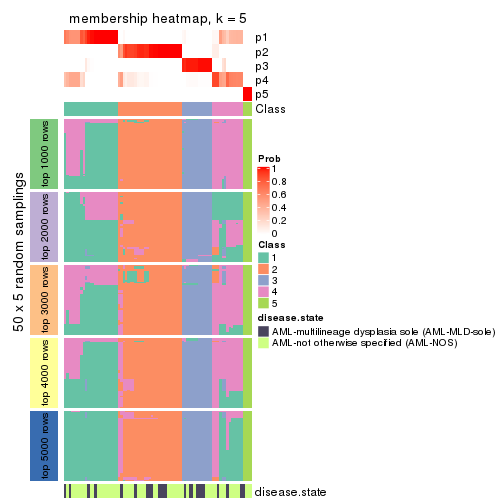 membership heatmap, k = 5
p1
p2
p3
p4
p5
Class
50 x 5 random samplings
top 1000 rows
top 2000 rows
top 3000 rows
top 4000 rows
top 5000 rows
Prob
1
0.8
0.6
0.4
0.2
0
Class
1
2
3
4
5
disease.state
AML-multilineage dysplasia sole (AML-MLD-sole)
AML-not otherwise specified (AML-NOS)
disease.state